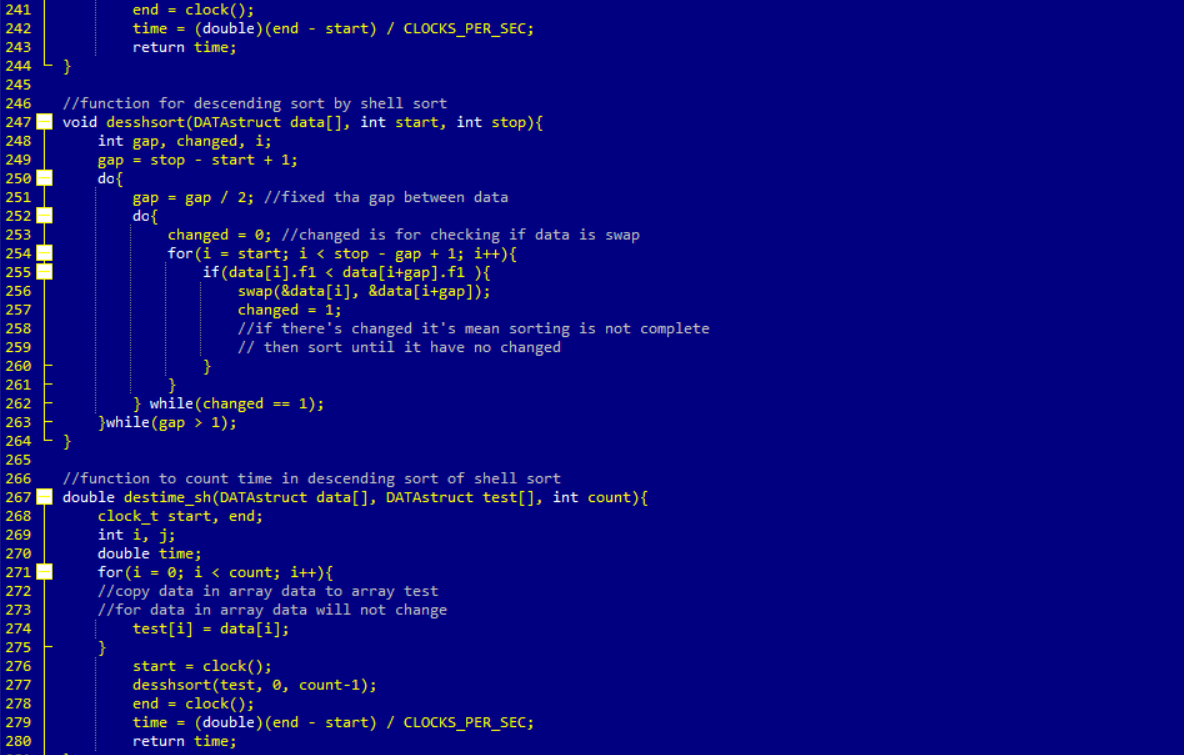 241 end = clock();
242 time = (double)(end - start) / CLOCKS_PER_SEC;
243 return time;
244 }
245
246 //function for descending sort by shell sort
247 void desshsort(DATAstruct data[], int start, int stop){
248 int gap, changed, i;
249 gap = stop - start + 1;
250 do{
251 gap = gap / 2; //fixed tha gap between data
252 do{
253 changed = 0; //changed is for checking if data is swap
254 for(i = start; i < stop - gap + 1; i++){
255 if(data[i].f1 < data[i+gap].f1 ){
256 swap(&data[i], &data[i+gap]);
257 changed = 1;
258 //if there's changed it's mean sorting is not complete
259 // then sort until it have no changed
260 }
261 }
262 } while(changed == 1);
263 }while(gap > 1);
264 }
265
266 //function to count time in descending sort of shell sort
267 double destime_sh(DATAstruct data[], DATAstruct test[], int count){
268 clock_t start, end;
269 int i, j;
270 double time;
271 for(i = 0; i < count; i++){
272 //copy data in array data to array test
273 //for data in array data will not change
274 test[i] = data[i];
275 }
276 start = clock();
277 desshsort(test, 0, count-1);
278 end = clock();
279 time = (double)(end - start) / CLOCKS_PER_SEC;
280 return time;